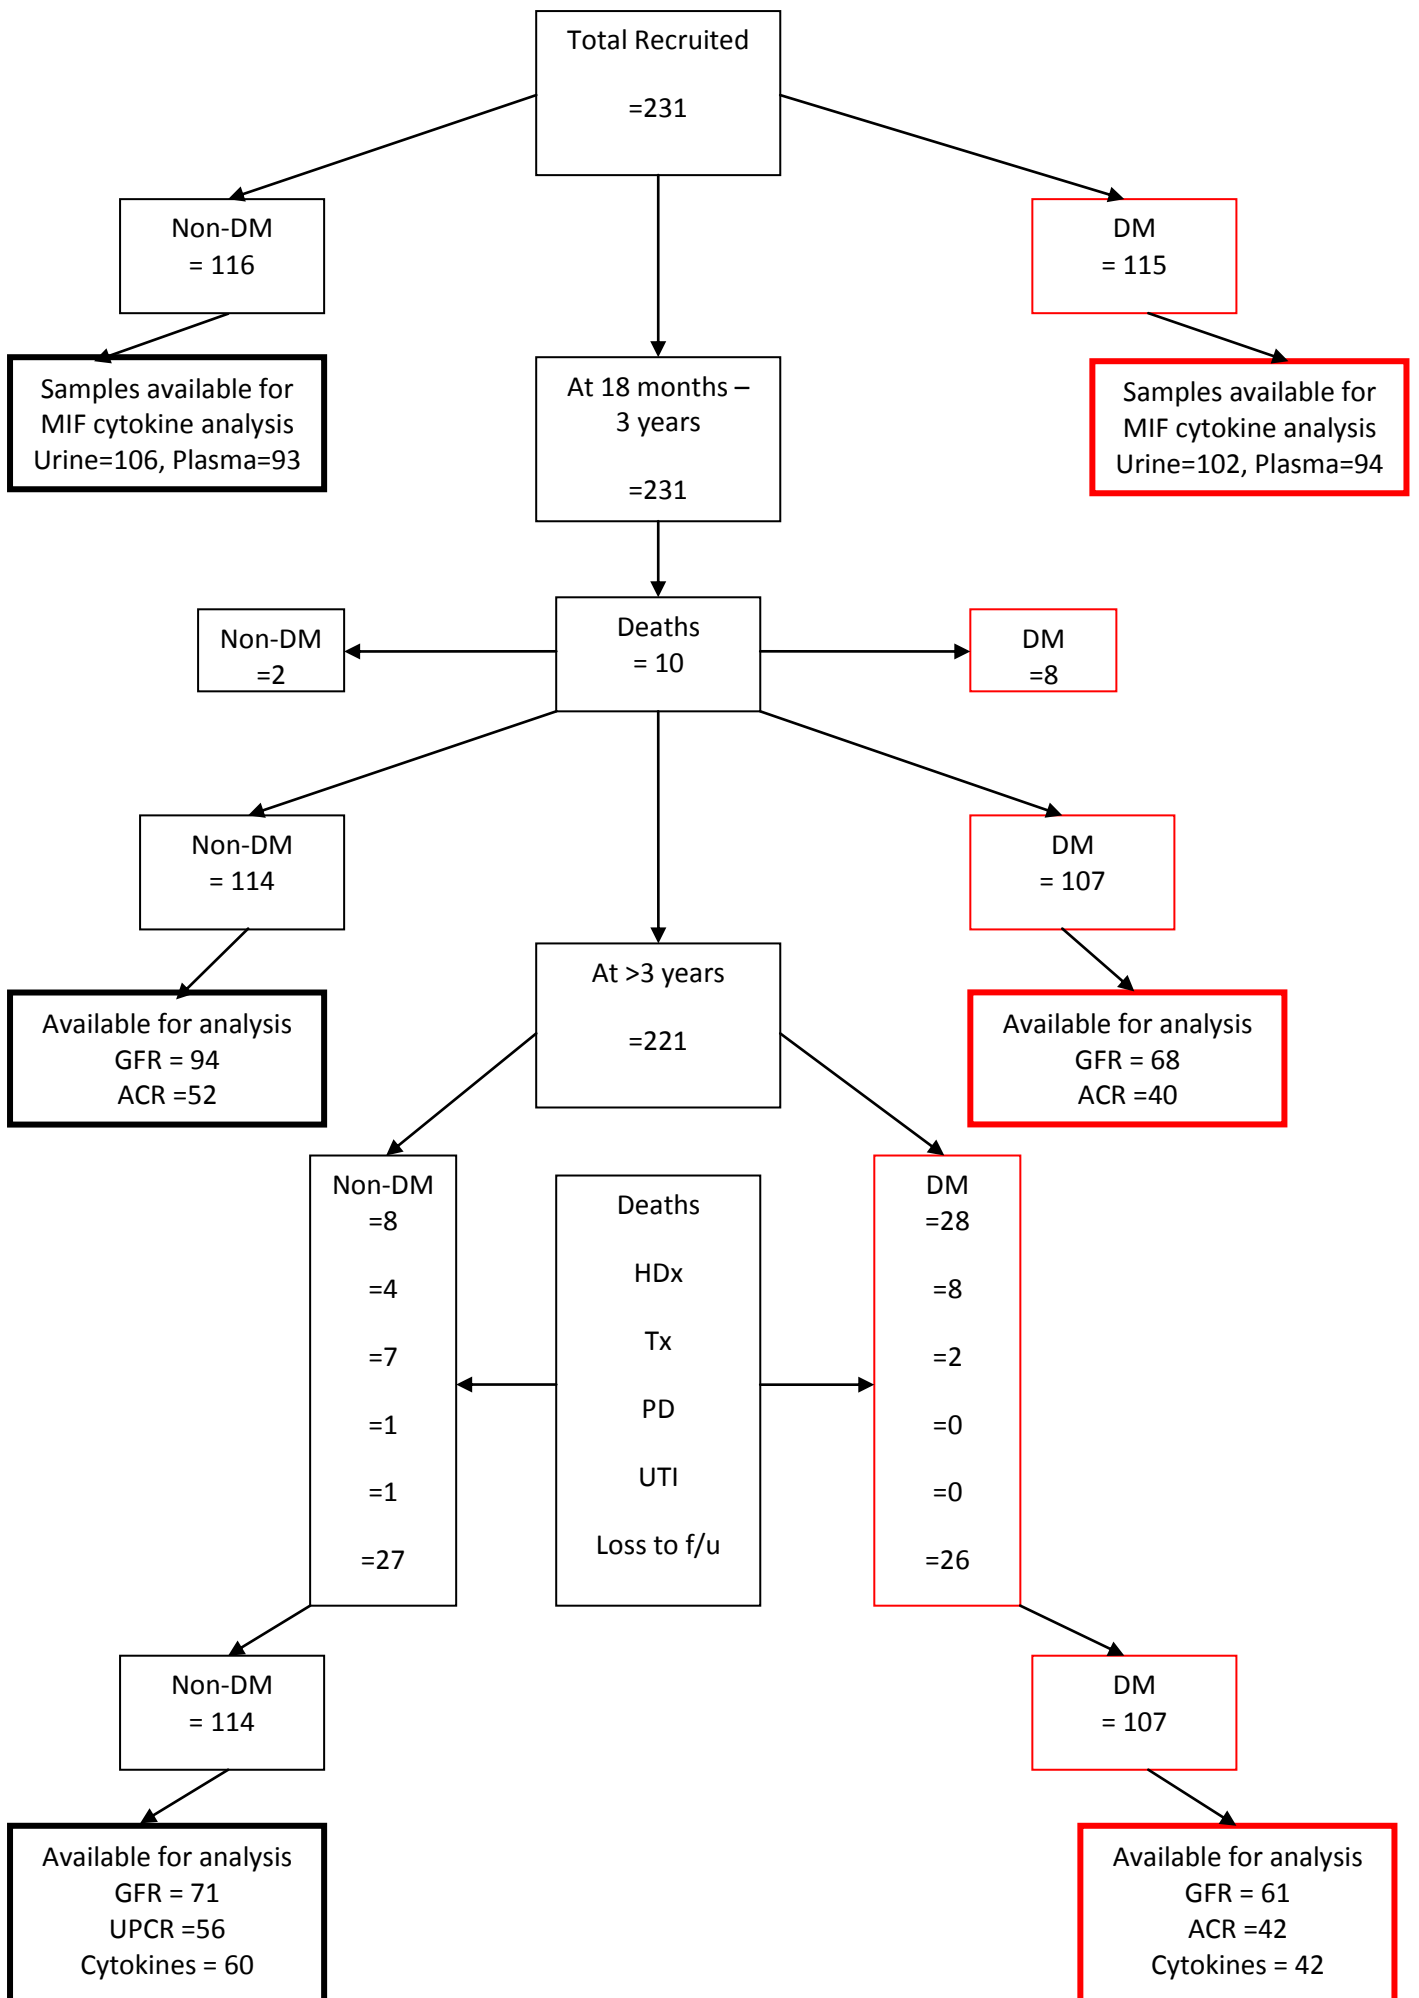 Total Recruited
=231
Non-DM
= 116
DM
= 115
Samples available for
MIF cytokine analysis
Urine=106, Plasma=93
At 18 months –
3 years
=231
Samples available for
MIF cytokine analysis
Urine=102, Plasma=94
Non-DM
=2
Deaths
= 10
DM
=8
Non-DM
= 114
DM
= 107
At >3 years
=221
Available for analysis
GFR = 94
ACR =52
Available for analysis
GFR = 68
ACR =40
Non-DM
=8
=4
=7
=1
=1
=27
Deaths
HDx
Tx
PD
UTI
Loss to f/u
DM
=28
=8
=2
=0
=0
=26
Non-DM
= 114
DM
= 107
Available for analysis
GFR = 71
UPCR =56
Cytokines = 60
Available for analysis
GFR = 61
ACR =42
Cytokines = 42